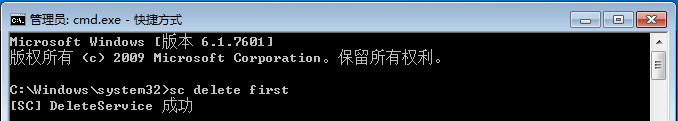 管理员: cmd.exe - 快捷方式
Microsoft Windows [版本 6.1.7601]
版权所有 (c) 2009 Microsoft Corporation。保留所有权利。
C:\Windows\system32>sc delete first
[SC] DeleteService 成功